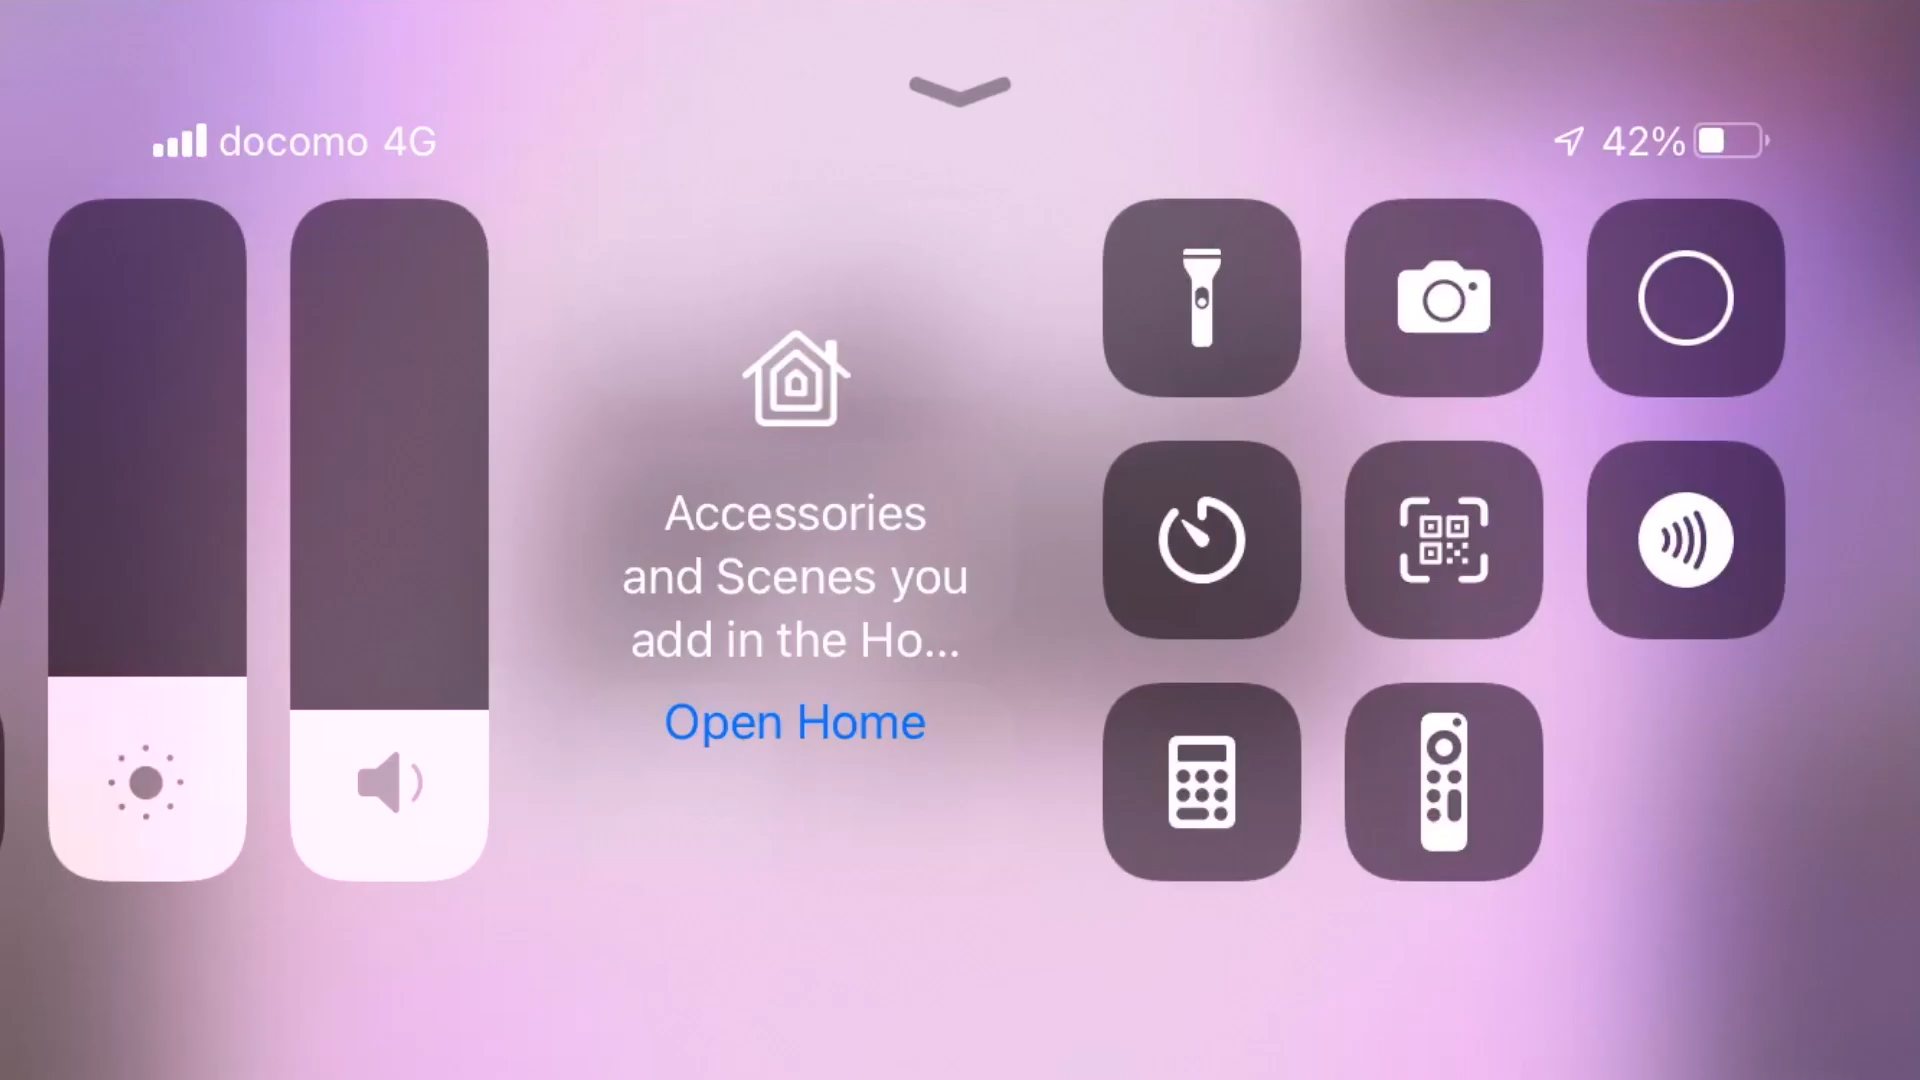 docomo 4G
42%
Accessories
and Scenes you
add in the Ho...
Open Home